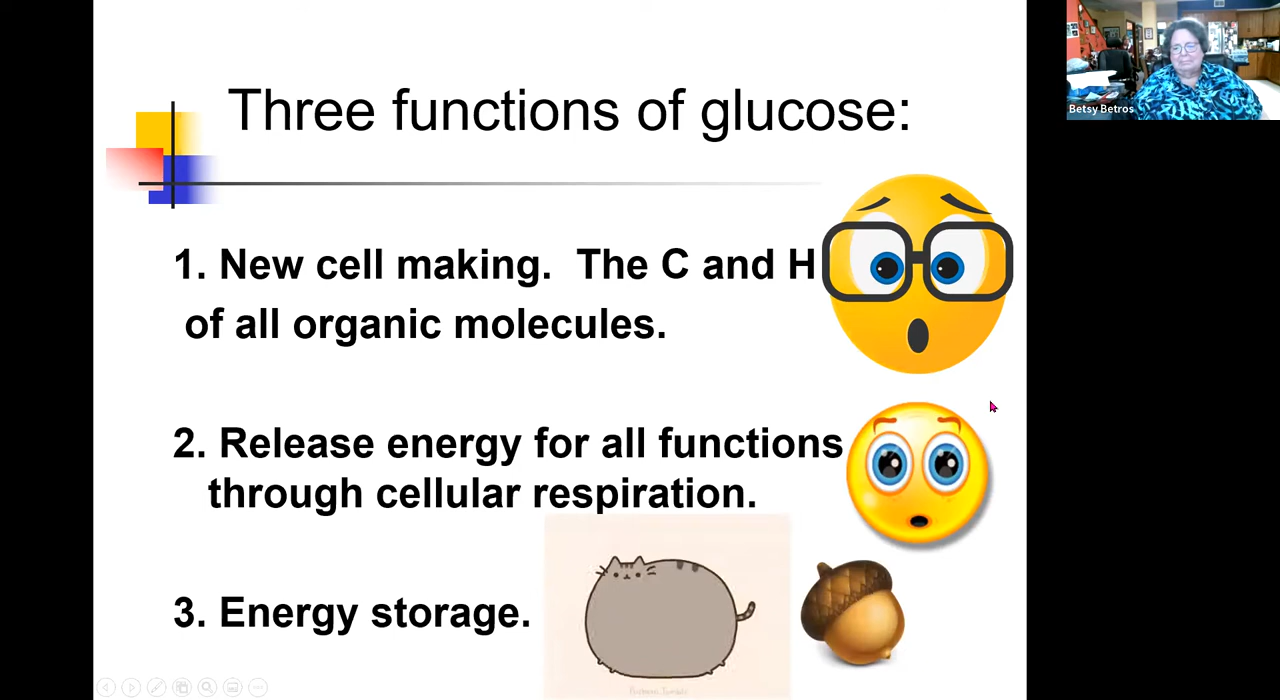 Three functions of glucose:
Betsy Betros
1. New cell making.  The C and H
of all organic molecules.
2. Release energy for all functions
through cellular respiration.
3. Energy storage.